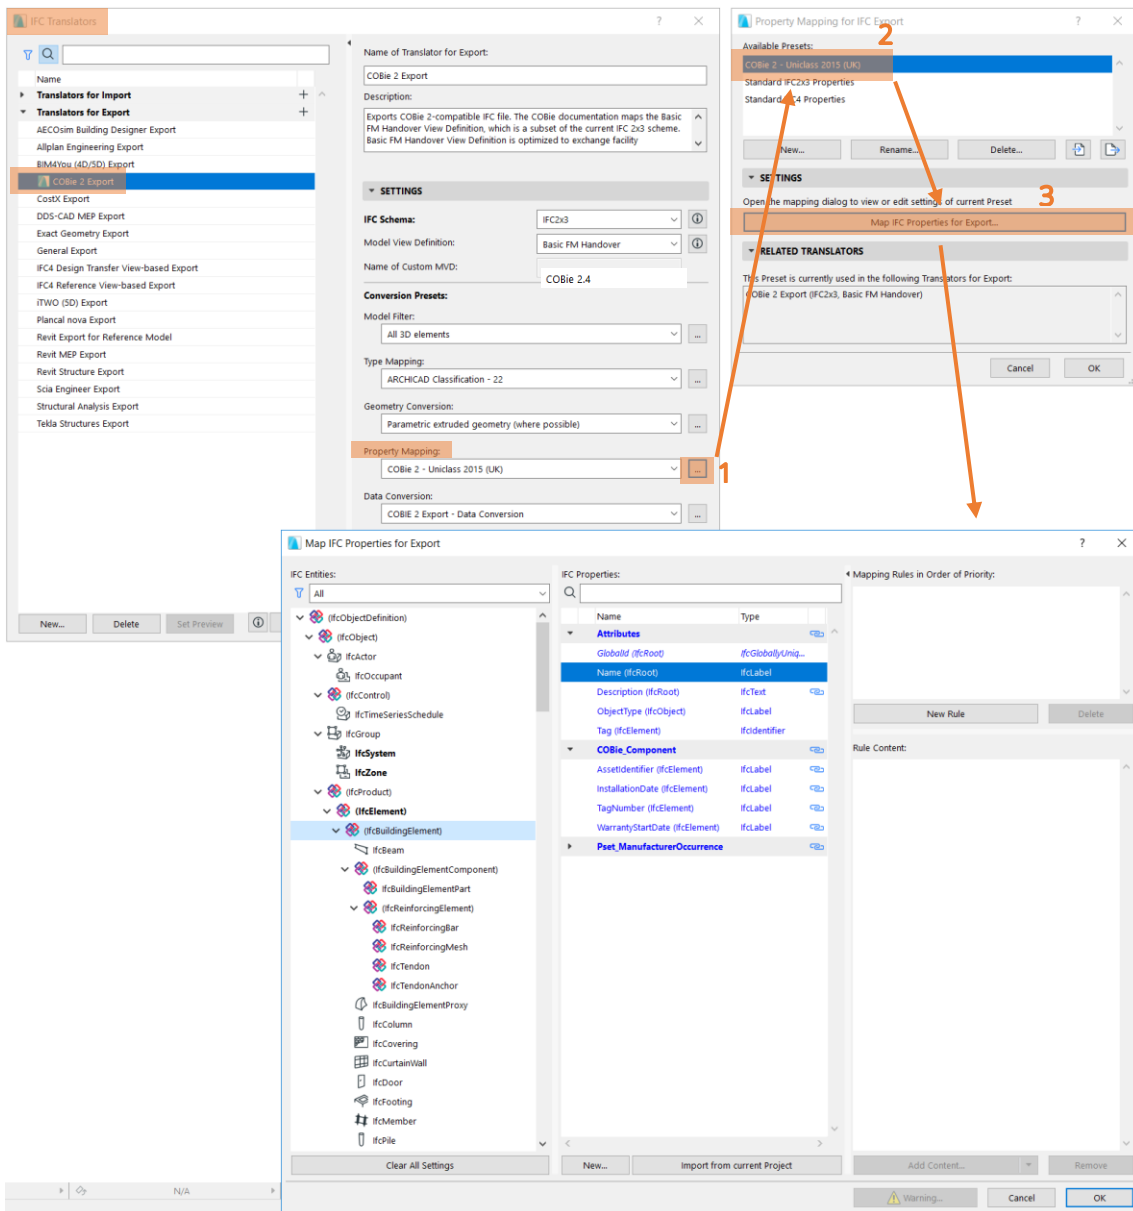 IFC Translators
?
Name
Translators for Import
Translators for Export
AECOsim Building Designer Export
Allplan Engineering Export
BIM4You (4D/5D) Export
COBie 2 Export
CostX Export
DDS-CAD MEP Export
Exact Geometry Export
General Export
IFC4 Design Transfer View-based Export
IFC4 Reference View-based Export
iTWO (5D) Export
Plancal nova Export
Revit Export for Reference Model
Revit MEP Export
Revit Structure Export
Scia Engineer Export
Structural Analysis Export
Tekla Structures Export
New...
Delete
Set Preview
Name of Translator for Export:
COBie 2 Export
Description:
Exports COBie 2-compatible IFC file. The COBie documentation maps the Basic
FM Handover View Definition, which is a subset of the current IFC 2x3 scheme.
Basic FM Handover View Definition is optimized to exchange facility
SETTINGS
IFC Schema:
IFC2x3
Model View Definition:
Basic FM Handover
Name of Custom MVD:
COBie 2.4
Conversion Presets:
Model Filter:
All 3D elements
...
Type Mapping:
ARCHICAD Classification - 22
...
Geometry Conversion:
Parametric extruded geometry (where possible)
...
Property Mapping:
COBie 2 - Uniclass 2015 (UK)
...
1
Data Conversion:
COBIE 2 Export - Data Conversion
...
Property Mapping for IFC Export
?
2
Available Presets:
COBie 2 - Uniclass 2015 (UK)
Standard IFC2x3 Properties
Standard IFC4 Properties
New...
Rename...
Delete...
SETTINGS
Open the mapping dialog to view or edit settings of current Preset
3
Map IFC Properties for Export...
RELATED TRANSLATORS
This Preset is currently used in the following Translators for Export:
COBie 2 Export (IFC2x3, Basic FM Handover)
Cancel
OK
Map IFC Properties for Export
?
IFC Entities:
All
(IfcObjectDefinition)
(IfcObject)
IfcActor
IfcOccupant
(IfcControl)
IfcTimeSeriesSchedule
IfcGroup
IfcSystem
IfcZone
(IfcProduct)
(IfcElement)
(IfcBuildingElement)
IfcBeam
(IfcBuildingElementComponent)
IfcBuildingElementPart
(IfcReinforcingElement)
IfcReinforcingBar
IfcReinforcingMesh
IfcTendon
IfcTendonAnchor
IfcBuildingElementProxy
IfcColumn
IfcCovering
IfcCurtainWall
IfcDoor
IfcFooting
IfcMember
IfcPile
Clear All Settings
IFC Properties:
Name Type
Attributes
GlobalId (IfcRoot) IfcGloballyUniq...
Name (IfcRoot) IfcLabel
Description (IfcRoot) IfcText
ObjectType (IfcObject) IfcLabel
Tag (IfcElement) IfcIdentifier
COBie_Component
AssetIdentifier (IfcElement) IfcLabel
InstallationDate (IfcElement) IfcLabel
TagNumber (IfcElement) IfcLabel
WarrantyStartDate (IfcElement) IfcLabel
Pset_ManufacturerOccurrence
New...
Import from current Project
Mapping Rules in Order of Priority:
New Rule
Delete
Rule Content:
Add Content...
Remove
Warning...
Cancel
OK
N/A